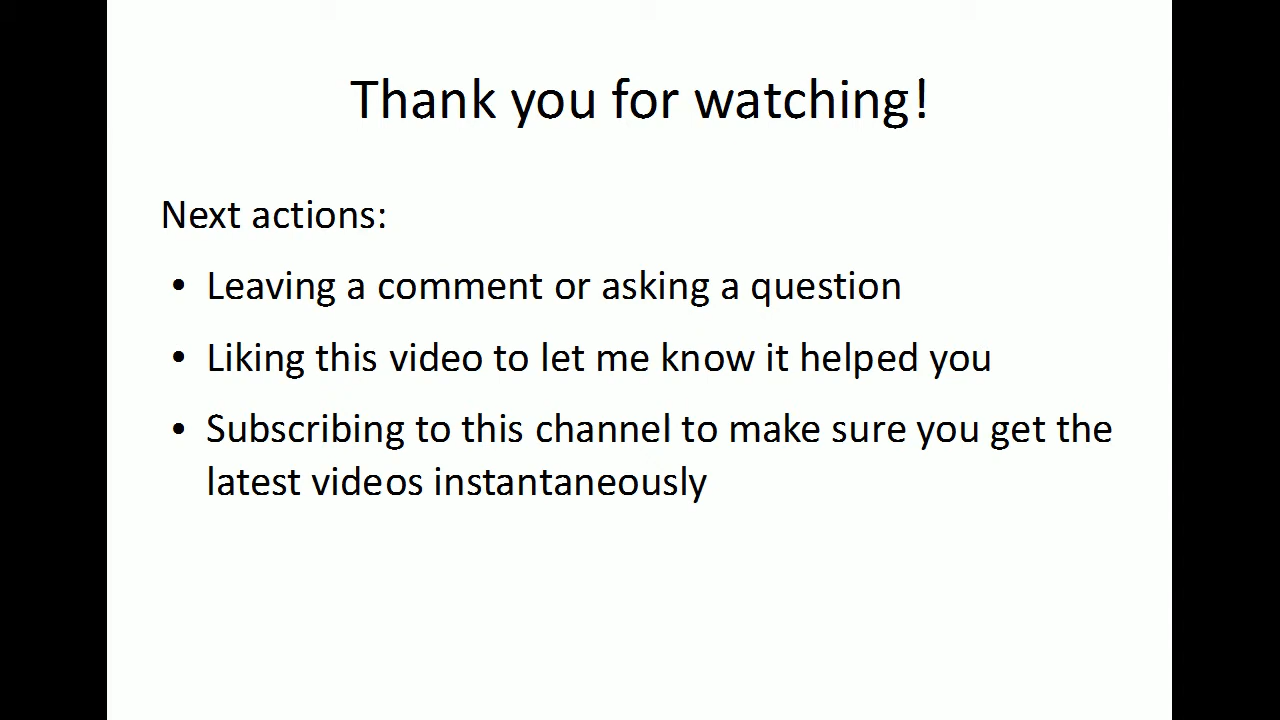 Thank you for watching!
Next actions:
• Leaving a comment or asking a question
• Liking this video to let me know it helped you
• Subscribing to this channel to make sure you get the
latest videos instantaneously